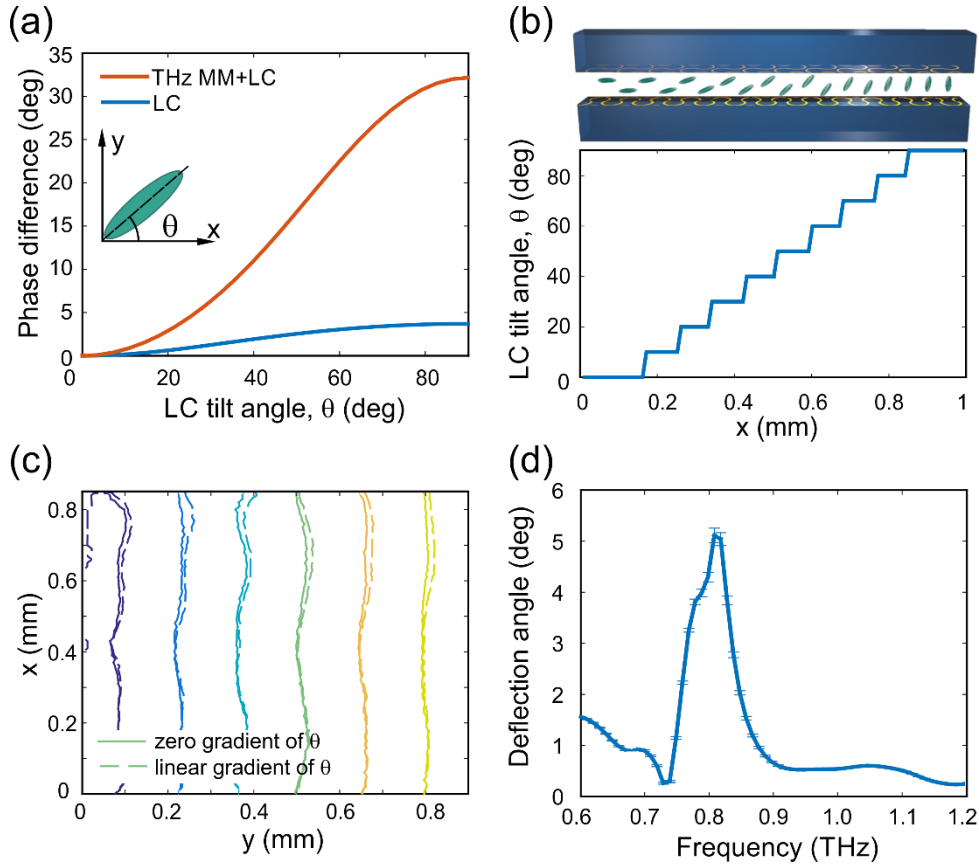 (a)
Phase difference (deg)
35
30
25
20
15
10
5
0
THz MM+LC
LC
y
θ
x
0 20 40 60 80
LC tilt angle, θ (deg)
(b)
LC tilt angle, θ (deg)
80
60
40
20
0
0 0.2 0.4 0.6 0.8 1
x (mm)
(c)
x (mm)
0.8
0.6
0.4
0.2
0
zero gradient of θ
linear gradient of θ
0 0.2 0.4 0.6 0.8
y (mm)
(d)
Deflection angle (deg)
6
5
4
3
2
1
0
0.6 0.7 0.8 0.9 1.0 1.1 1.2
Frequency (THz)